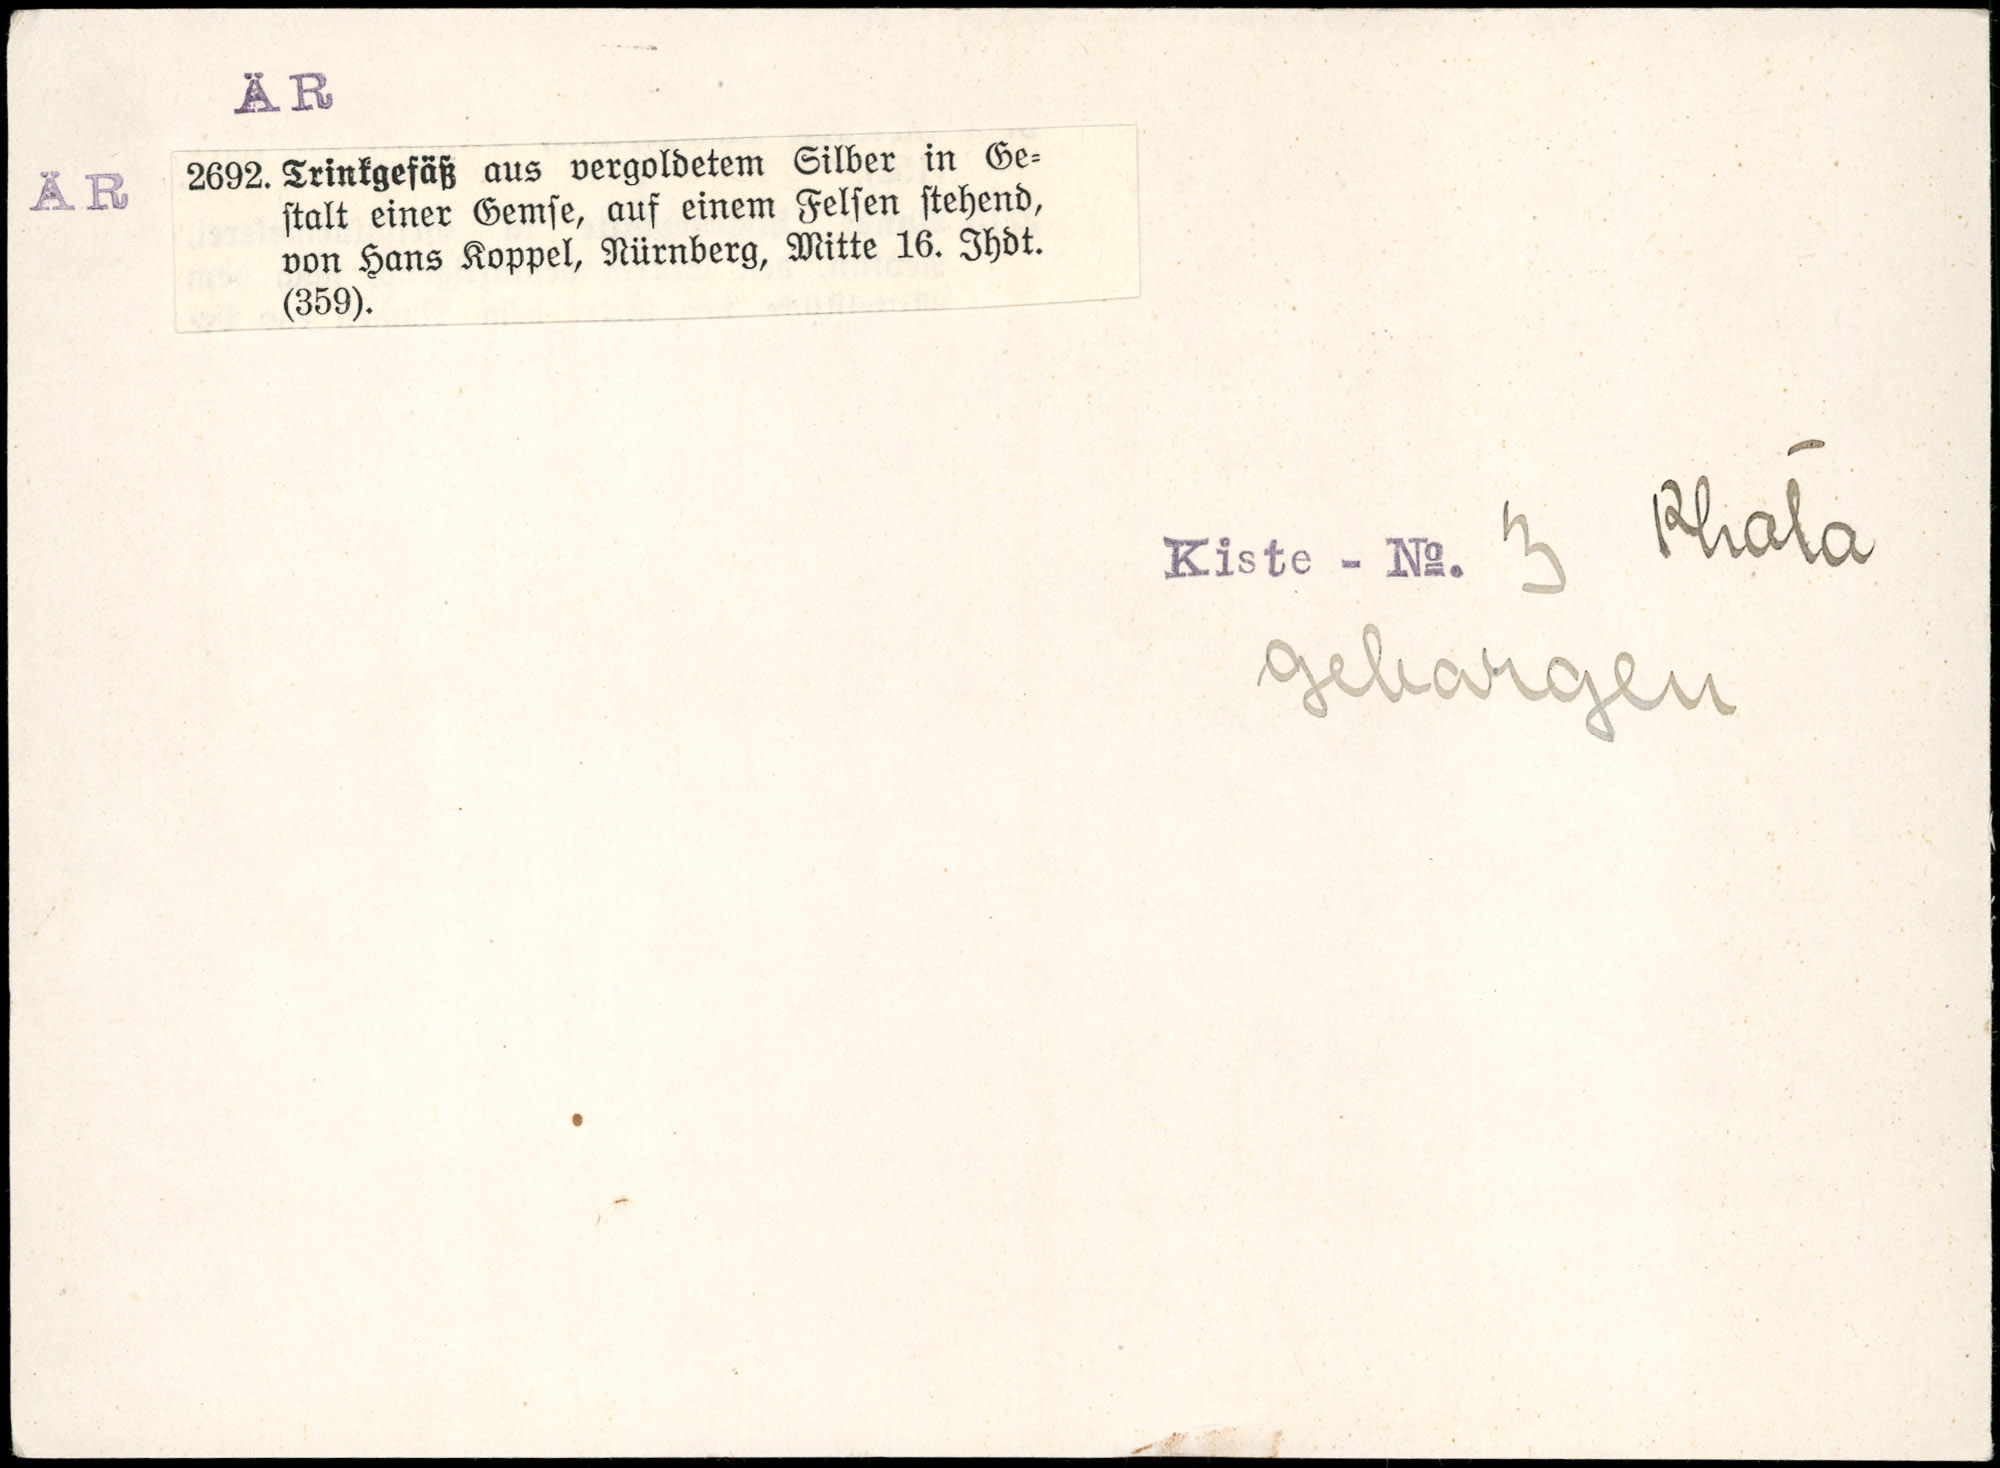 ÄR
ÄR
2692. Trinkgefäß aus vergoldetem Silber in Ge-
stalt einer Gemse, auf einem Felsen stehend,
von Hans Koppel, Nürnberg, Mitte 16. Jhdt.
(359).
Kiste - No. 3
geborgen